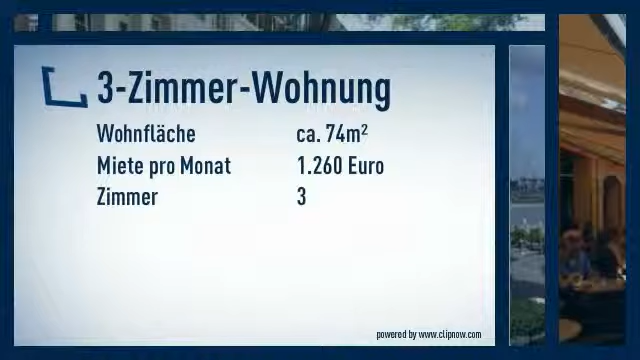 3-Zimmer-Wohnung
Wohnfläche ca. 74m²
Miete pro Monat 1.260 Euro
Zimmer 3
powered by www.clipnow.com